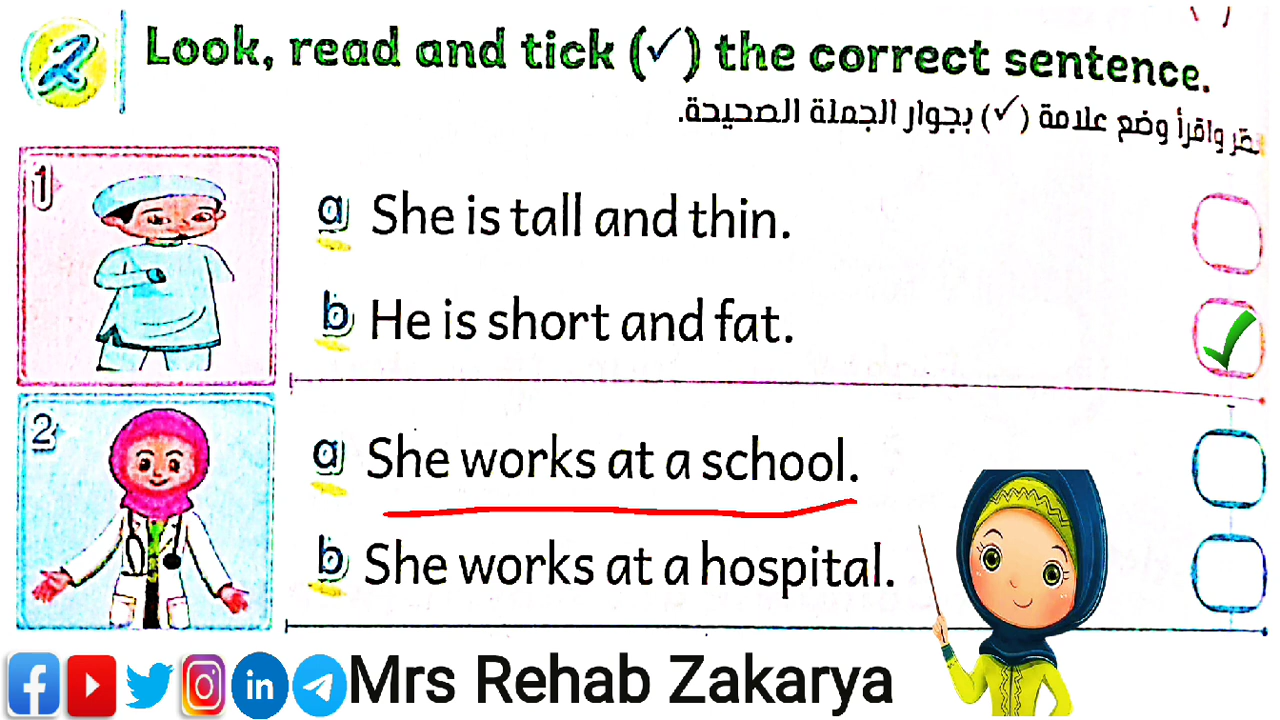 2 Look, read and tick (✓) the correct sentence.
واقرأ وضع علامة (✓) بجوار الجملة الصحيحة.
1
a She is tall and thin.
b He is short and fat.
2
a She works at a school.
b She works at a hospital.
Mrs Rehab Zakarya